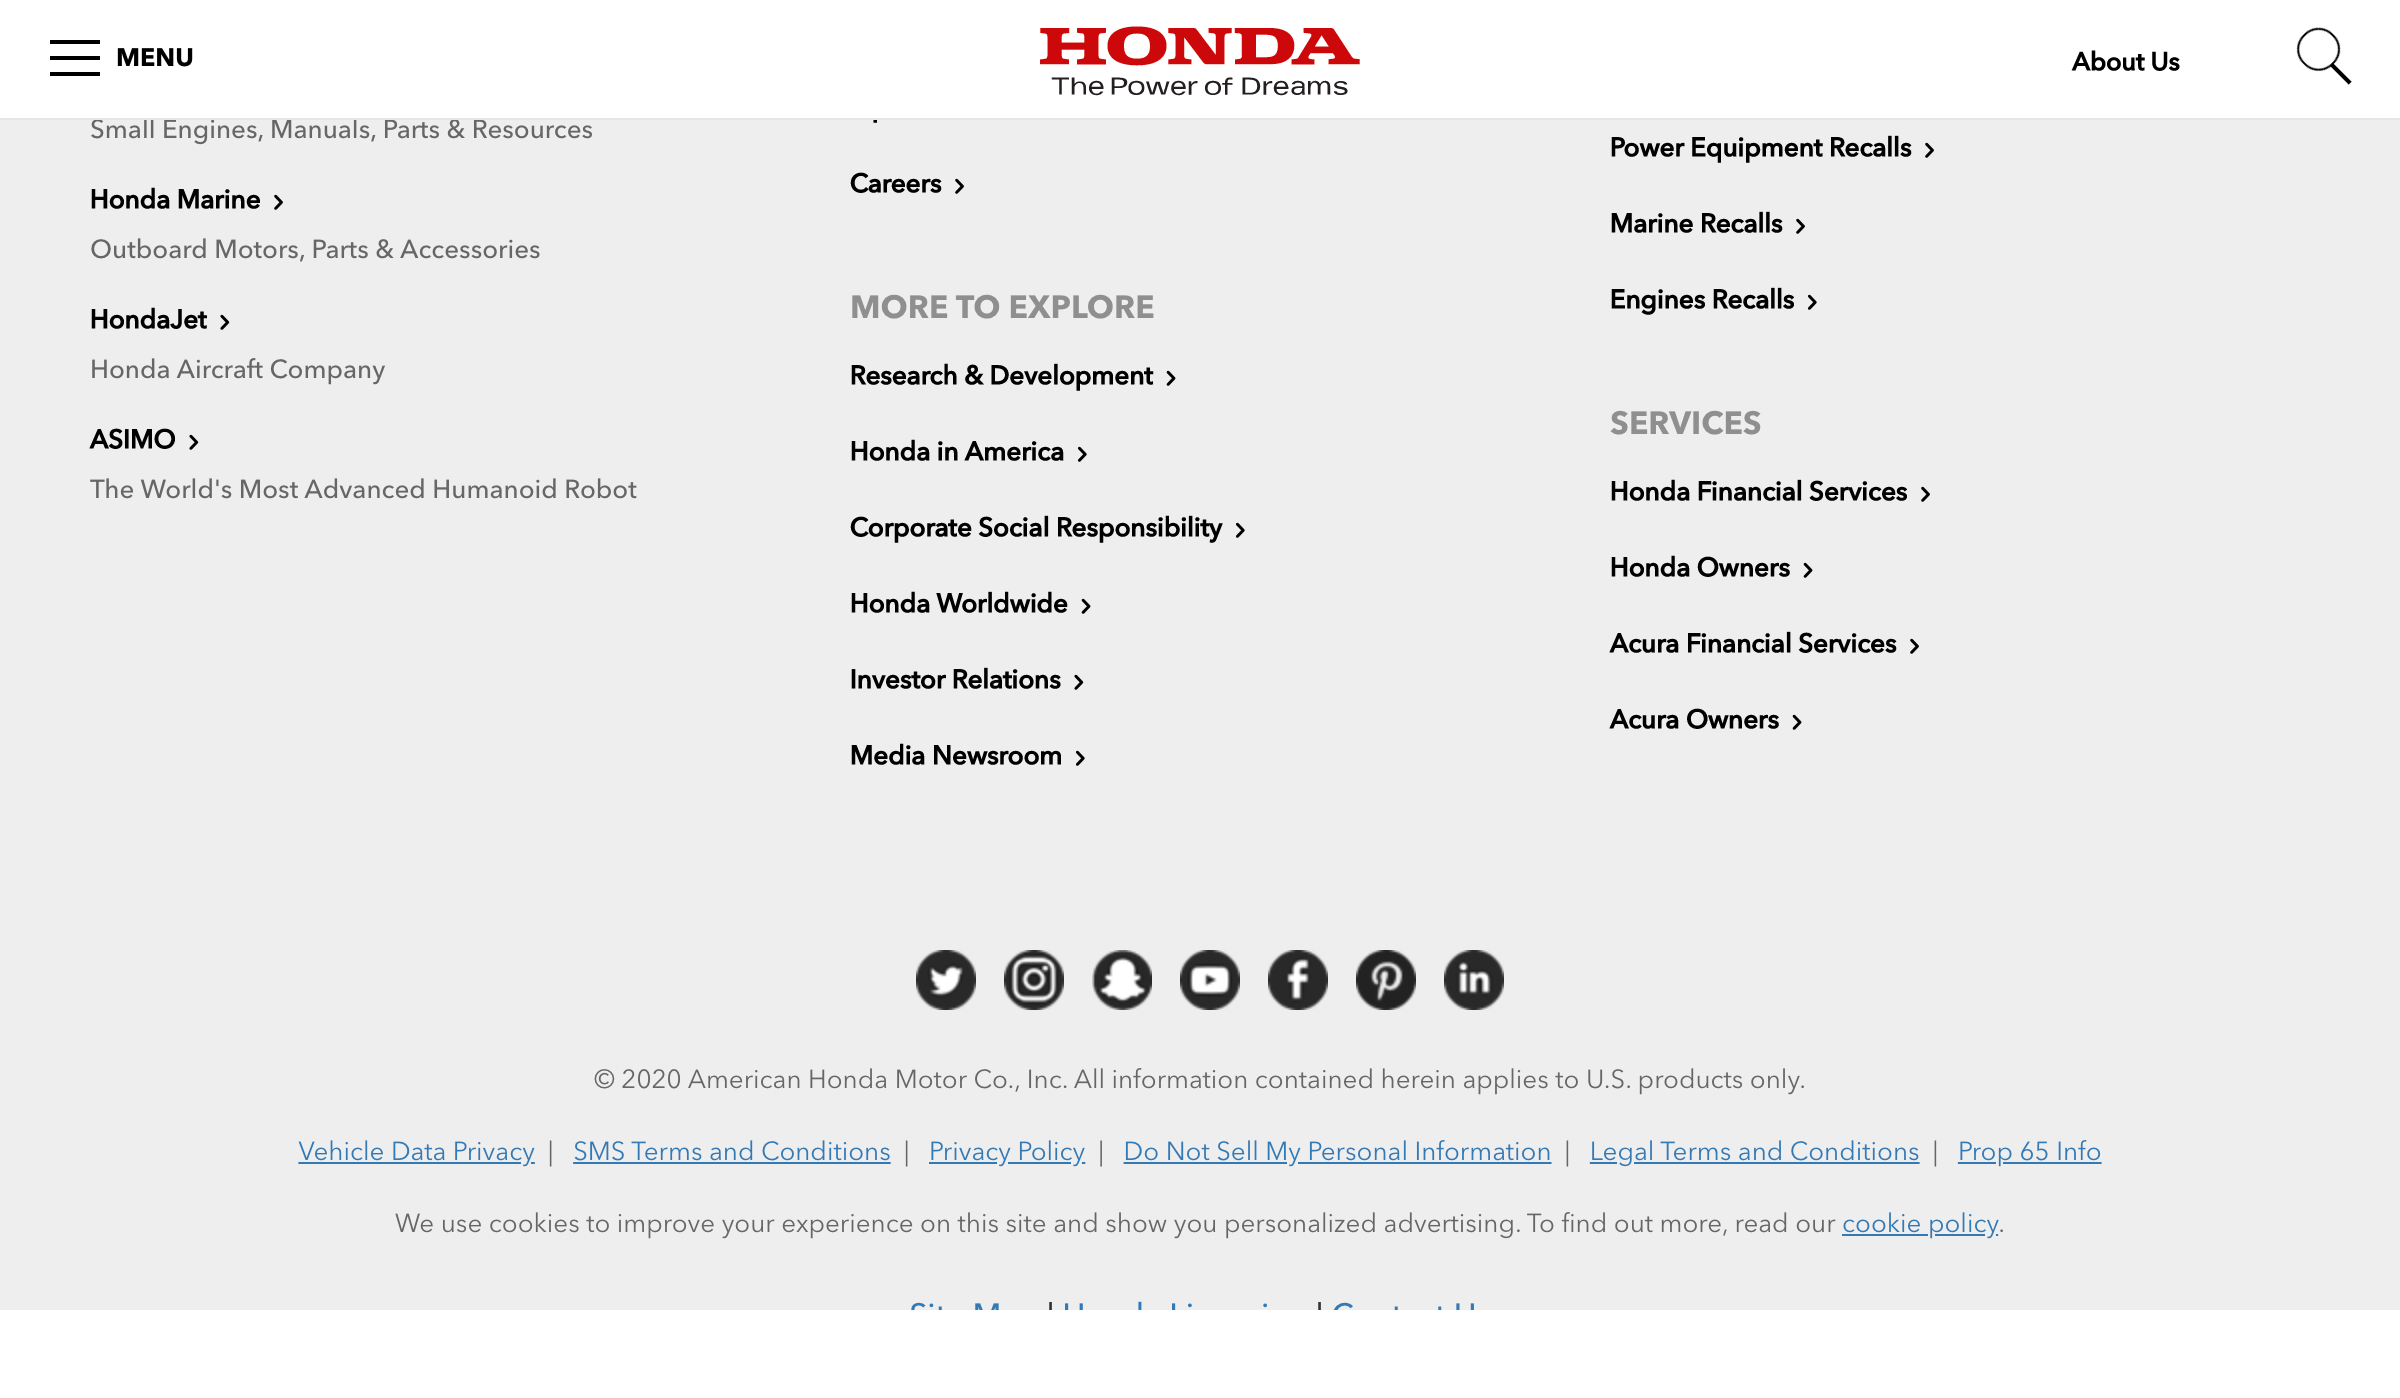 MENU
HONDA
The Power of Dreams
About Us
Small Engines, Manuals, Parts & Resources
Honda Marine
Outboard Motors, Parts & Accessories
HondaJet
Honda Aircraft Company
ASIMO
The World's Most Advanced Humanoid Robot
Careers
MORE TO EXPLORE
Research & Development
Honda in America
Corporate Social Responsibility
Honda Worldwide
Investor Relations
Media Newsroom
Power Equipment Recalls
Marine Recalls
Engines Recalls
SERVICES
Honda Financial Services
Honda Owners
Acura Financial Services
Acura Owners
© 2020 American Honda Motor Co., Inc. All information contained herein applies to U.S. products only.
Vehicle Data Privacy | SMS Terms and Conditions | Privacy Policy | Do Not Sell My Personal Information | Legal Terms and Conditions | Prop 65 Info
We use cookies to improve your experience on this site and show you personalized advertising. To find out more, read our cookie policy.